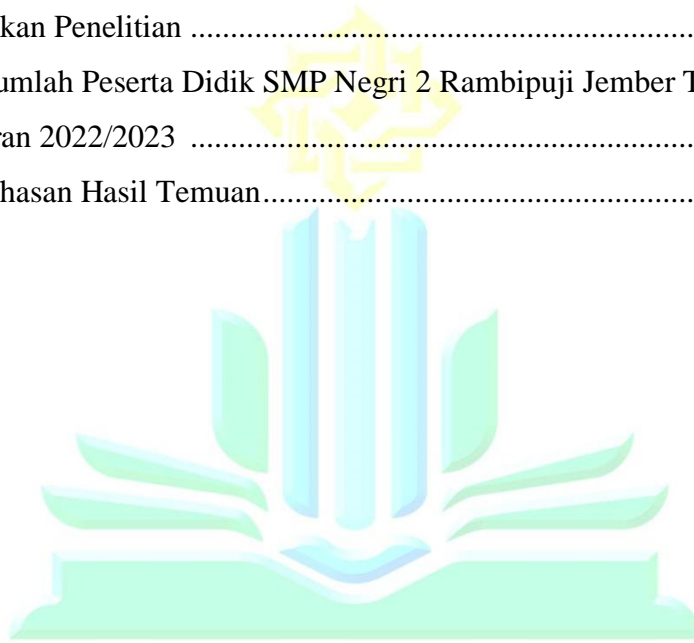 kan Penelitian ................................................................
umlah Peserta Didik SMP Negri 2 Rambipuji Jember T
ran 2022/2023 ................................................................
hasan Hasil Temuan.......................................................